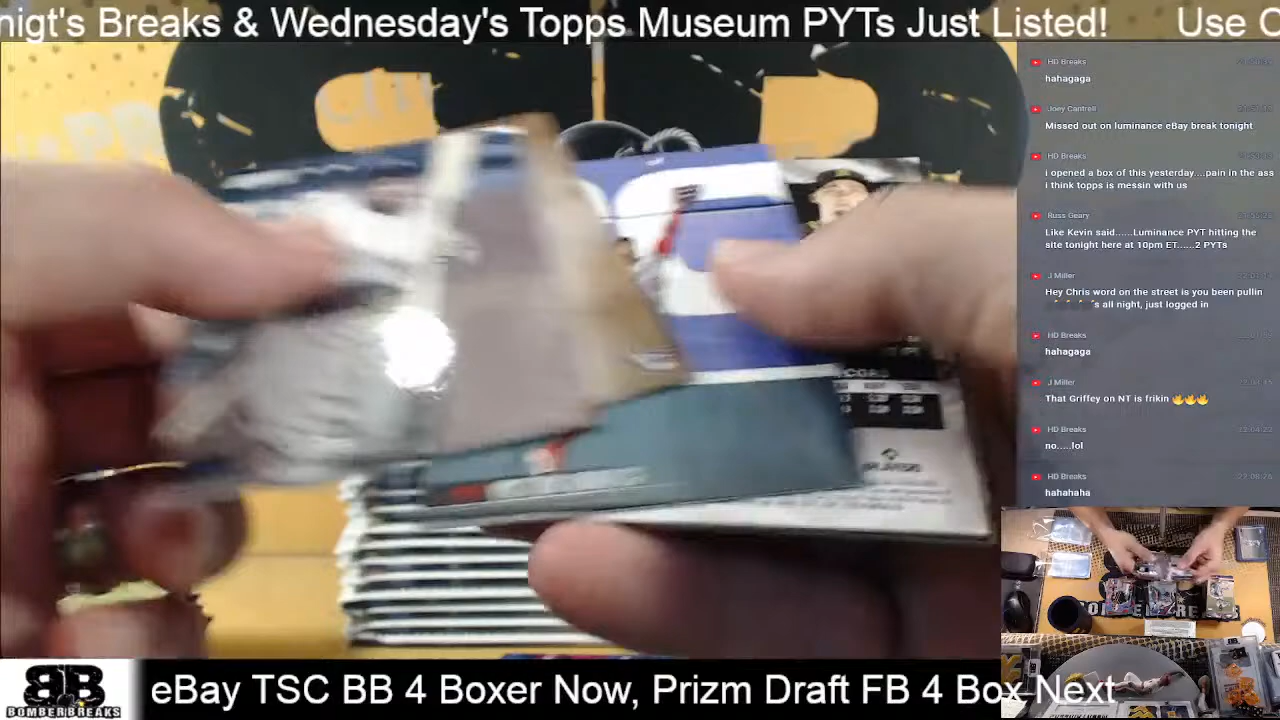 nigt's Breaks & Wednesday's Topps Museum PYTs Just Listed! Use C
HD Breaks
hahagaga
Joey Cantrell
Missed out on luminance eBay break tonight
HD Breaks
i opened a box of this yesterday....pain in the ass
i think topps is messin with us
Russ Geary
Like Kevin said......Luminance PYT hitting the
site tonight here at 10pm ET......2 PYTs
J Miller
Hey Chris word on the street is you been pullin
's all night, just logged in
HD Breaks
hahagaga
J Miller
That Griffey on NT is frikin 🔥🔥🔥
HD Breaks
no.....lol
HD Breaks
hahahaha
BB
BOMBERBREAKS
eBay TSC BB 4 Boxer Now, Prizm Draft FB 4 Box Next